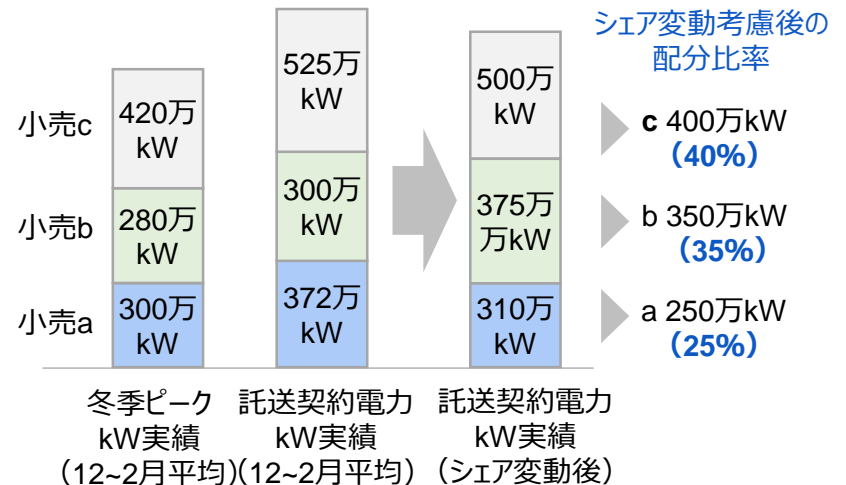 シェア変動考慮後の
配分比率
小売c
420万
kW
525万
kW
500万
kW
c 400万kW
（40%）
小売b
280万
kW
300万
kW
375万
万kW
b 350万kW
（35%）
小売a
300万
kW
372万
kW
310万
kW
a 250万kW
（25%）
冬季ピーク
kW実績
（12~2月平均）
託送契約電力
kW実績
（12~2月平均）
託送契約電力
kW実績
（シェア変動後）